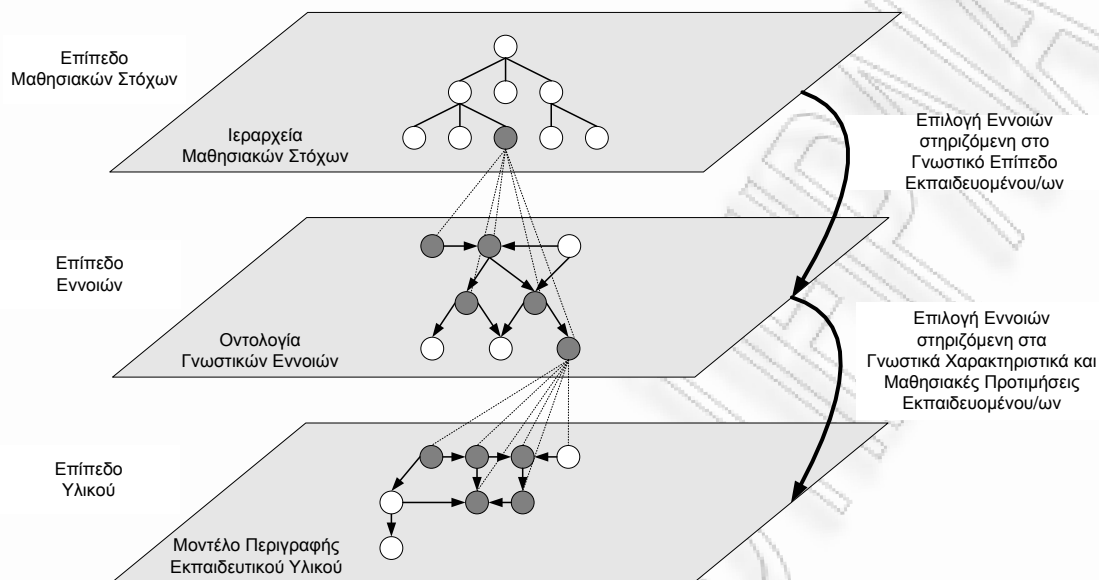 Επίπεδο
Μαθησιακών Στόχων
Ιεραρχεία
Μαθησιακών Στόχων
Επιλογή Εννοιών
στηριζόμενη στο
Γνωστικό Επίπεδο
Εκπαιδευομένου/ων
Επίπεδο
Εννοιών
Οντολογία
Γνωστικών Εννοιών
Επιλογή Εννοιών
στηριζόμενη στα
Γνωστικά Χαρακτηριστικά και
Μαθησιακές Προτιμήσεις
Εκπαιδευομένου/ων
Επίπεδο
Υλικού
Μοντέλο Περιγραφής
Εκπαιδευτικού Υλικού